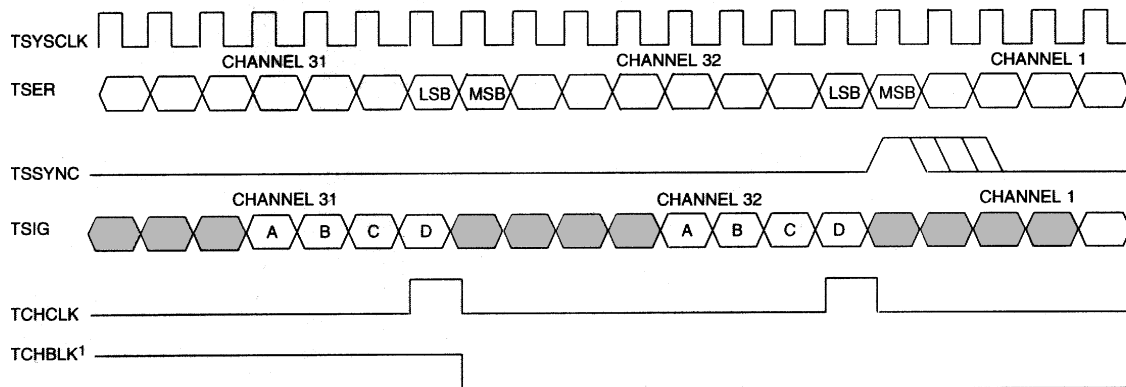 TSYSCLK
CHANNEL 31 CHANNEL 32 CHANNEL 1
TSER LSB MSB LSB MSB
TSSYNC
CHANNEL 31 CHANNEL 32 CHANNEL 1
TSIG A B C D A B C D
TCHCLK
TCHBLK¹